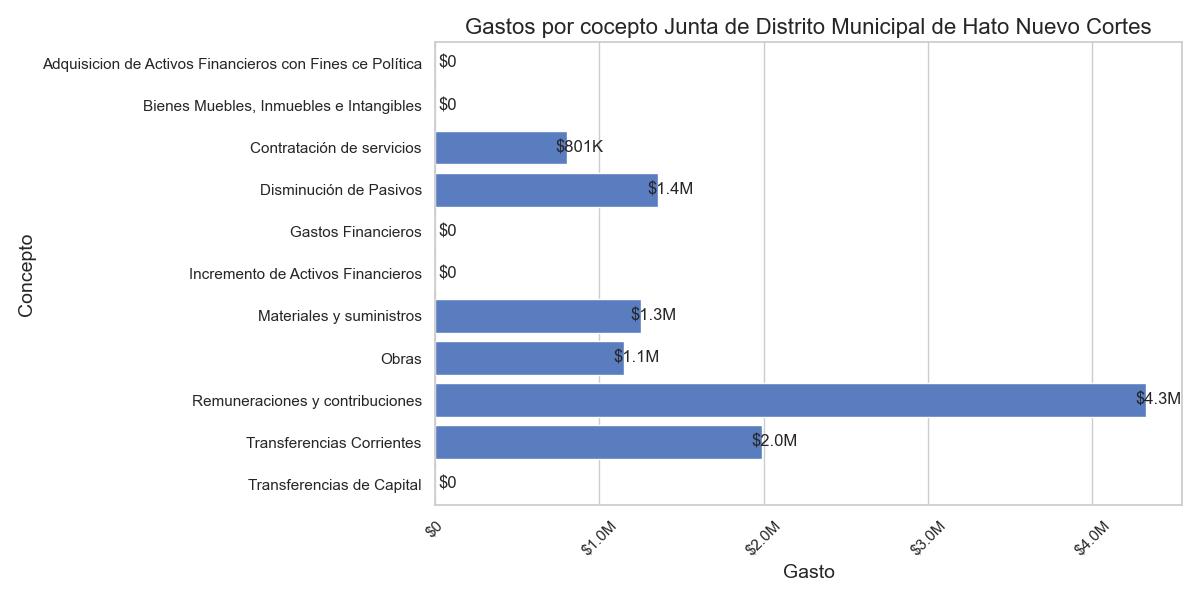 Gastos por cocepto Junta de Distrito Municipal de Hato Nuevo Cortes
Concepto
Adquisicion de Activos Financieros con Fines ce Política $0
Bienes Muebles, Inmuebles e Intangibles $0
Contratación de servicios $801K
Disminución de Pasivos $1.4M
Gastos Financieros $0
Incremento de Activos Financieros $0
Materiales y suministros $1.3M
Obras $1.1M
Remuneraciones y contribuciones $4.3M
Transferencias Corrientes $2.0M
Transferencias de Capital $0
$0 $1.0M $2.0M $3.0M $4.0M
Gasto